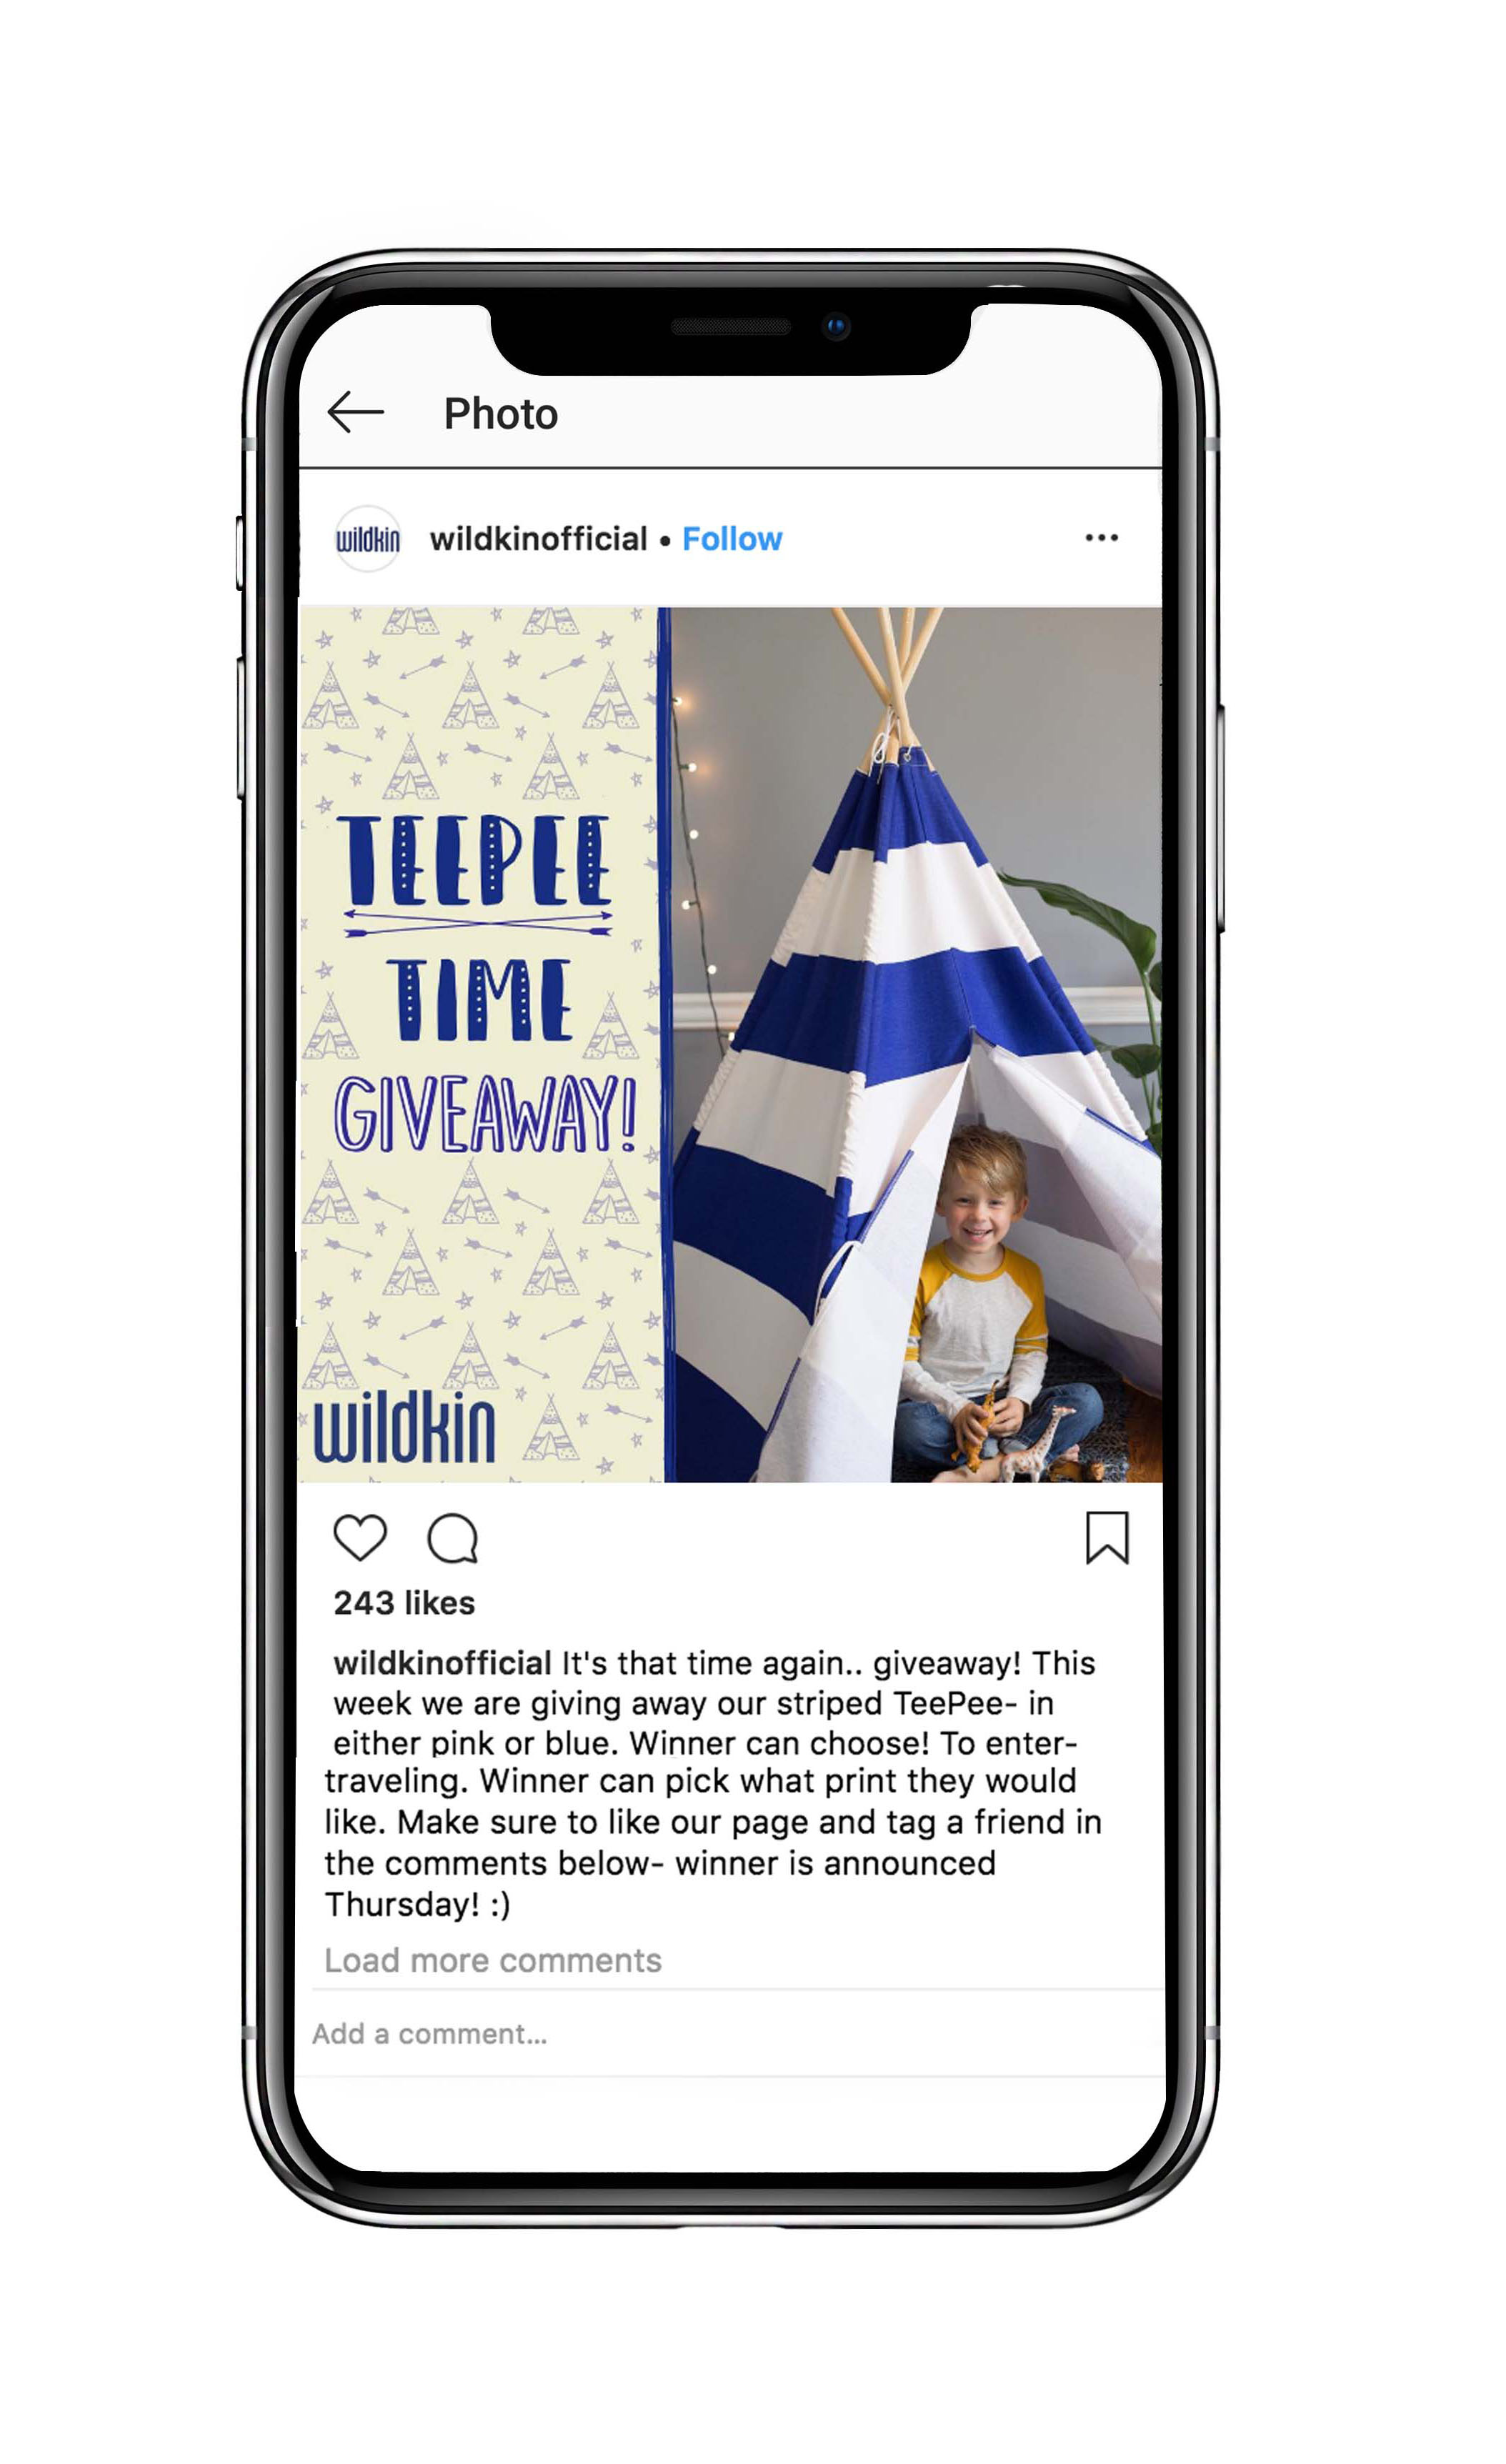 Photo
wildkin
wildkinofficial • Follow
TEEPEE
TIME
GIVEAWAY!
wildkin
243 likes
wildkinofficial It's that time again.. giveaway! This
week we are giving away our striped TeePee- in
either pink or blue. Winner can choose! To enter-
traveling. Winner can pick what print they would
like. Make sure to like our page and tag a friend in
the comments below- winner is announced
Thursday! :)
Load more comments
Add a comment...